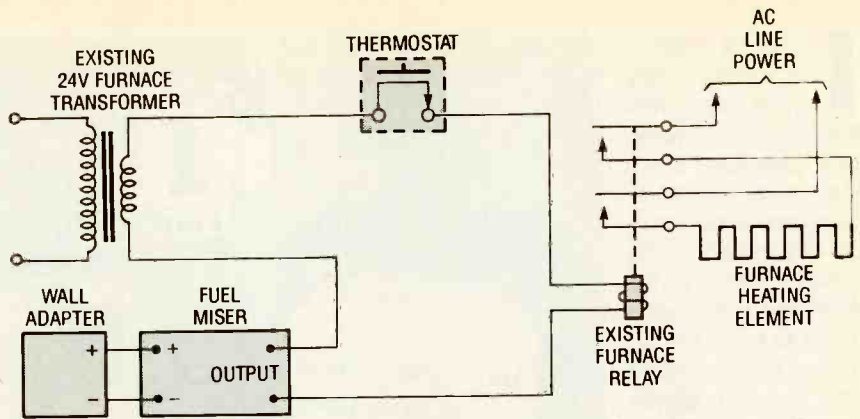 EXISTING
24V FURNACE
TRANSFORMER
THERMOSTAT
AC
LINE
POWER
WALL
ADAPTER
FUEL
MISER
+
+
OUTPUT
−
−
EXISTING
FURNACE
RELAY
FURNACE
HEATING
ELEMENT